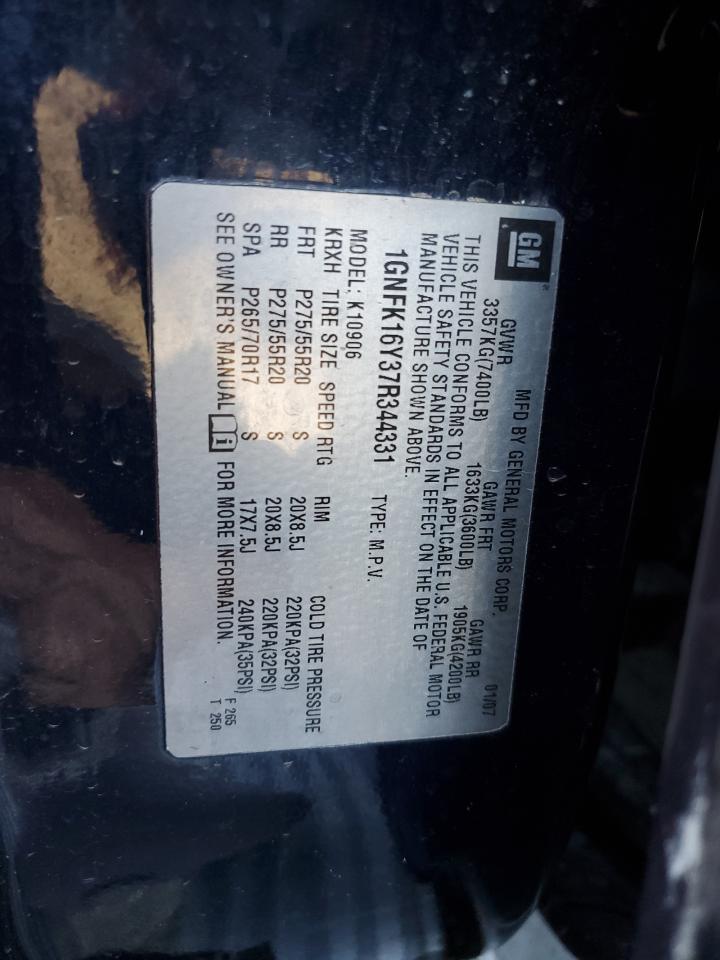 GM
MFD BY GENERAL MOTORS CORP. 01/07
GVWR GAWR FRT GAWR RR
3357KG(7400LB) 1633KG(3600LB) 1905KG(4200LB)
THIS VEHICLE CONFORMS TO ALL APPLICABLE U.S. FEDERAL MOTOR
VEHICLE SAFETY STANDARDS IN EFFECT ON THE DATE OF
MANUFACTURE SHOWN ABOVE.
1GNFK16Y37R344331 TYPE: M.P.V.
MODEL: K10906
KRXH TIRE SIZE SPEED RTG RIM COLD TIRE PRESSURE
FRT P275/55R20 S 20X8.5J 220KPA(32PSI)
RR P275/55R20 S 20X8.5J 220KPA(32PSI)
SPA P265/70R17 S 17X7.5J 240KPA(35PSI)
SEE OWNER'S MANUAL FOR MORE INFORMATION.
F 265
T 250